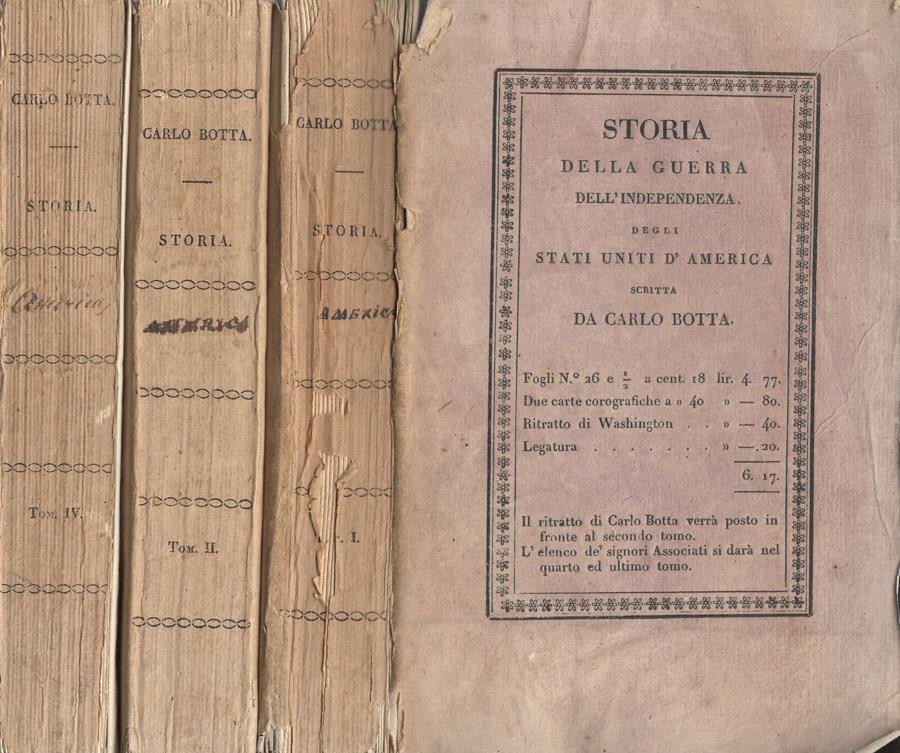 CARLO BOTTA.
STORIA.
America
Tom. IV.
CARLO BOTTA.
STORIA.
AMERICA
Tom. II.
CARLO BOTTA
STORIA.
AMERICA
I.
STORIA
DELLA GUERRA
DELL' INDEPENDENZA.
DEGLI
STATI UNITI D' AMERICA
SCRITTA
DA CARLO BOTTA.
Fogli N.° 26 e 1/2 a cent. 18 lir. 4. 77.
Due carte corografiche a » 40 » — 80.
Ritratto di Washington . . » — 40.
Legatura . . . . . . . » — 20.
6. 17.
Il ritratto di Carlo Botta verrà posto in
fronte al secondo tomo.
L' elenco de' signori Associati si darà nel
quarto ed ultimo tomo.